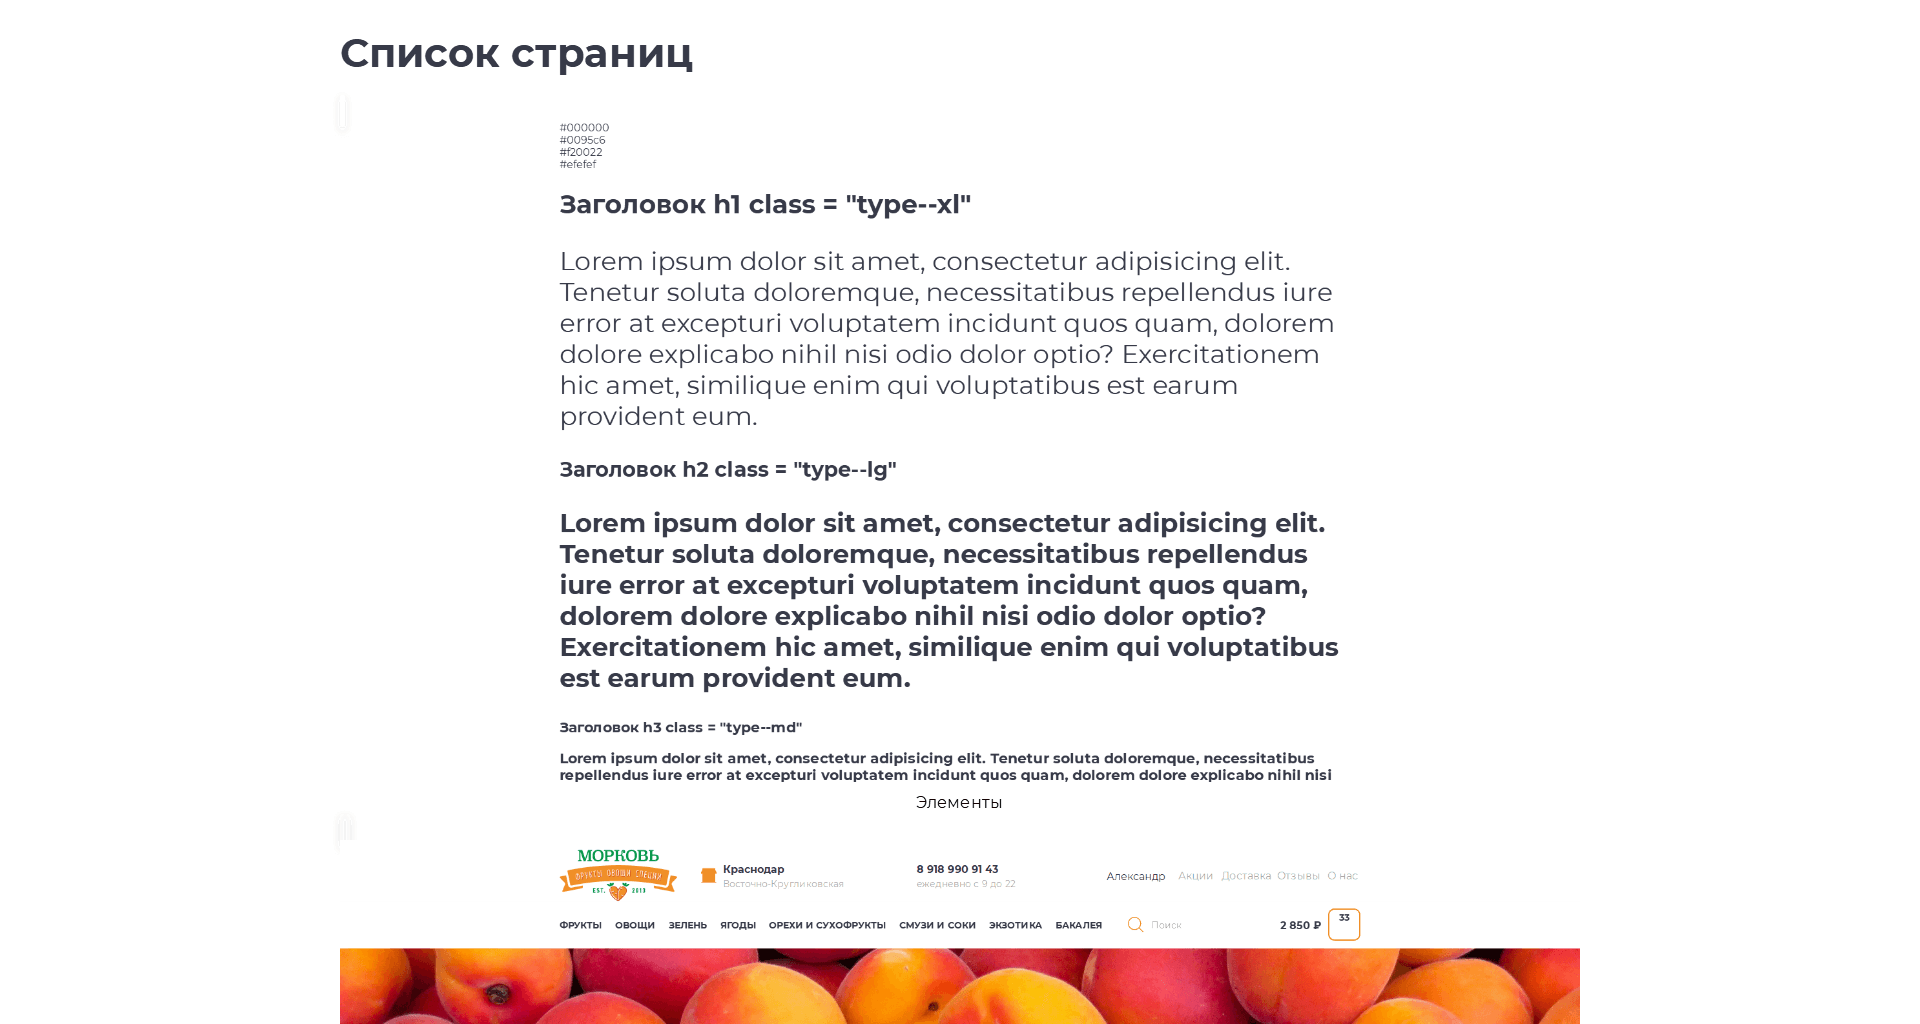 Список страниц
#000000
#0095c6
#f20022
#efefef
Заголовок h1 class = "type--xl"
Lorem ipsum dolor sit amet, consectetur adipisicing elit.
Tenetur soluta doloremque, necessitatibus repellendus iure
error at excepturi voluptatem incidunt quos quam, dolorem
dolore explicabo nihil nisi odio dolor optio? Exercitationem
hic amet, similique enim qui voluptatibus est earum
provident eum.
Заголовок h2 class = "type--lg"
Lorem ipsum dolor sit amet, consectetur adipisicing elit.
Tenetur soluta doloremque, necessitatibus repellendus
iure error at excepturi voluptatem incidunt quos quam,
dolorem dolore explicabo nihil nisi odio dolor optio?
Exercitationem hic amet, similique enim qui voluptatibus
est earum provident eum.
Заголовок h3 class = "type--md"
Lorem ipsum dolor sit amet, consectetur adipisicing elit. Tenetur soluta doloremque, necessitatibus
repellendus iure error at excepturi voluptatem incidunt quos quam, dolorem dolore explicabo nihil nisi
Элементы
МОРКОВЬ
ФРУКТЫ ОВОЩИ СПЕЦИИ
EST. 2013
Краснодар
Восточно-Кругликовская
8 918 990 91 43
ежедневно с 9 до 22
Александр Акции Доставка Отзывы О нас
ФРУКТЫ ОВОЩИ ЗЕЛЕНЬ ЯГОДЫ ОРЕХИ И СУХОФРУКТЫ СМУЗИ И СОКИ ЭКЗОТИКА БАКАЛЕЯ Поиск 2 850 ₽ 33